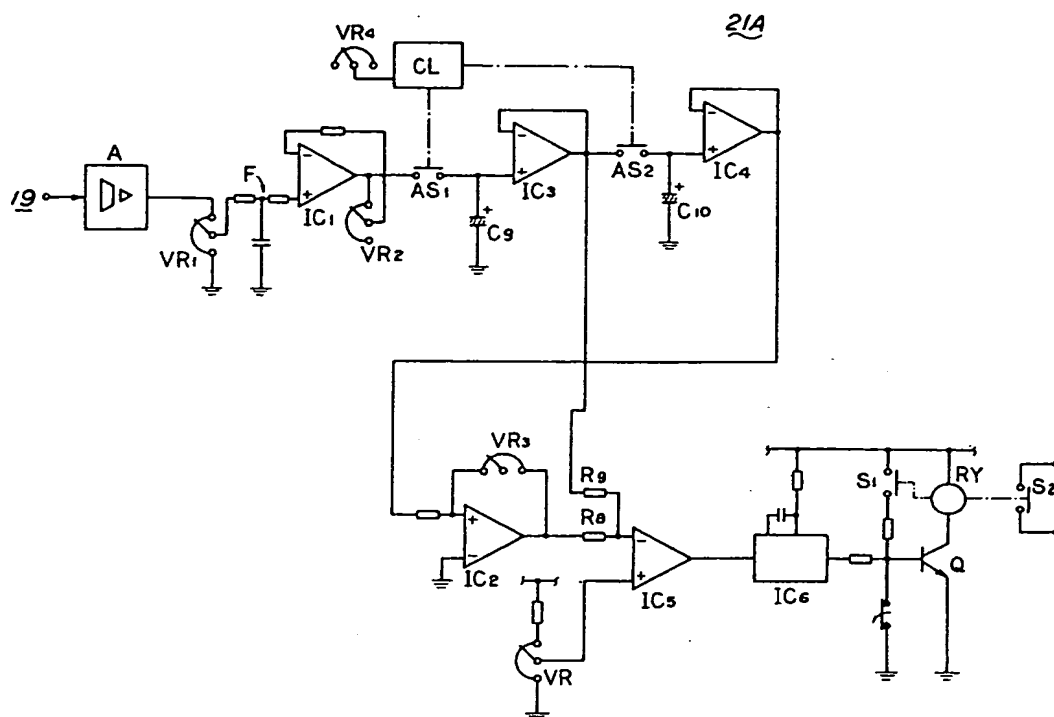 21A
VR4
CL
A
19
F
VR1
IC1
VR2
AS1
C9
IC3
AS2
C10
IC4
VR3
R9
R8
IC2
IC5
VR
IC6
S1
RY
S2
Q
-
+
-
+
+
-
+
+
+
-
-
+